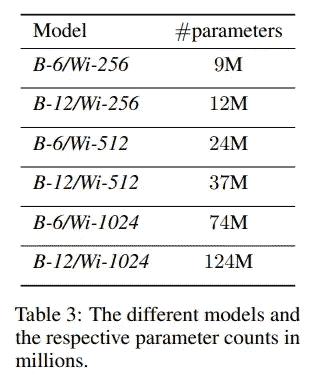 Model #parameters
B-6/Wi-256 9M
B-12/Wi-256 12M
B-6/Wi-512 24M
B-12/Wi-512 37M
B-6/Wi-1024 74M
B-12/Wi-1024 124M
Table 3: The different models and
the respective parameter counts in
millions.